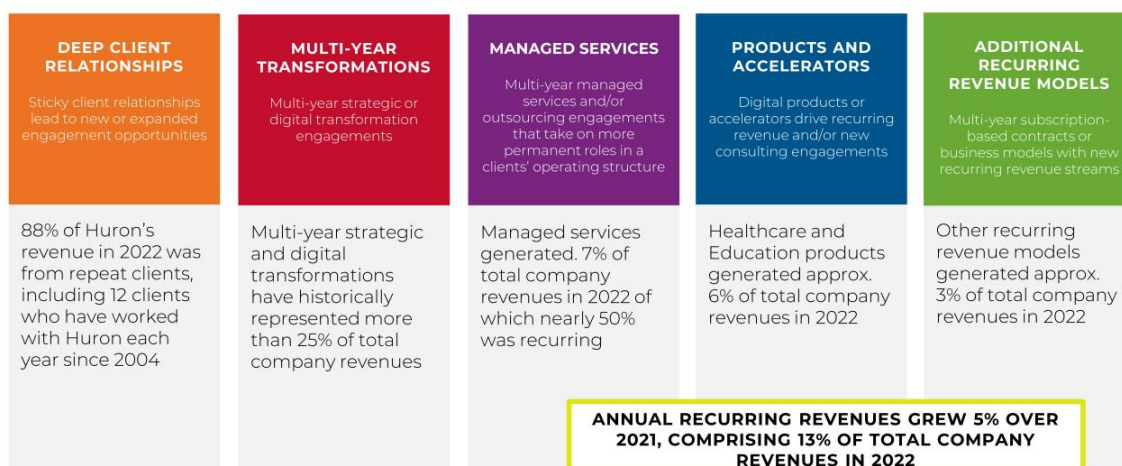 DEEP CLIENT
RELATIONSHIPS
Sticky client relationships
lead to new or expanded
engagement opportunities
88% of Huron's
revenue in 2022 was
from repeat clients,
including 12 clients
who have worked
with Huron each
year since 2004
MULTI-YEAR
TRANSFORMATIONS
Multi-year strategic or
digital transformation
engagements
Multi-year strategic
and digital
transformations
have historically
represented more
than 25% of total
company revenues
MANAGED SERVICES
Multi-year managed
services and/or
outsourcing engagements
that take on more
permanent roles in a
clients' operating structure
Managed services
generated. 7% of
total company
revenues in 2022 of
which nearly 50%
was recurring
PRODUCTS AND
ACCELERATORS
Digital products or
accelerators drive recurring
revenue and/or new
consulting engagements
Healthcare and
Education products
generated approx.
6% of total company
revenues in 2022
ADDITIONAL
RECURRING
REVENUE MODELS
Multi-year subscription-
based contracts or
business models with new
recurring revenue streams
Other recurring
revenue models
generated approx.
3% of total company
revenues in 2022
ANNUAL RECURRING REVENUES GREW 5% OVER
2021, COMPRISING 13% OF TOTAL COMPANY
REVENUES IN 2022